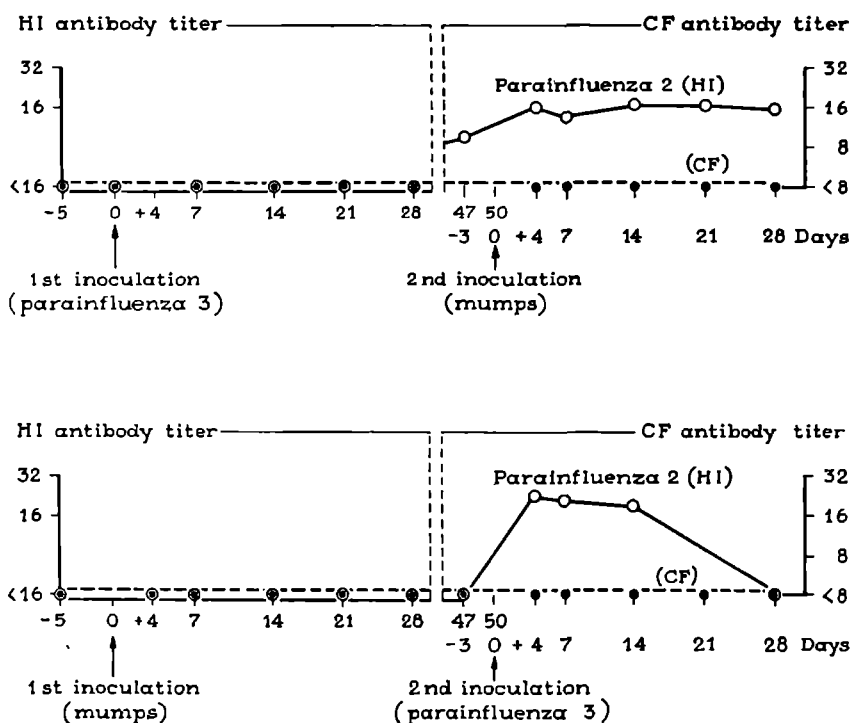 HI antibody titer CF antibody titer
32 32
Parainfluenza 2 (HI)
16 16
8
(CF)
<16 <8
-5 0 +4 7 14 21 28 47 50
-3 0 +4 7 14 21 28 Days
1st inoculation 2nd inoculation
(parainfluenza 3) (mumps)
HI antibody titer CF antibody titer
32 32
Parainfluenza 2 (HI)
16 16
8
(CF)
<16 <8
-5 0 +4 7 14 21 28 47 50
-3 0 +4 7 14 21 28 Days
1st inoculation 2nd inoculation
(mumps) (parainfluenza 3)